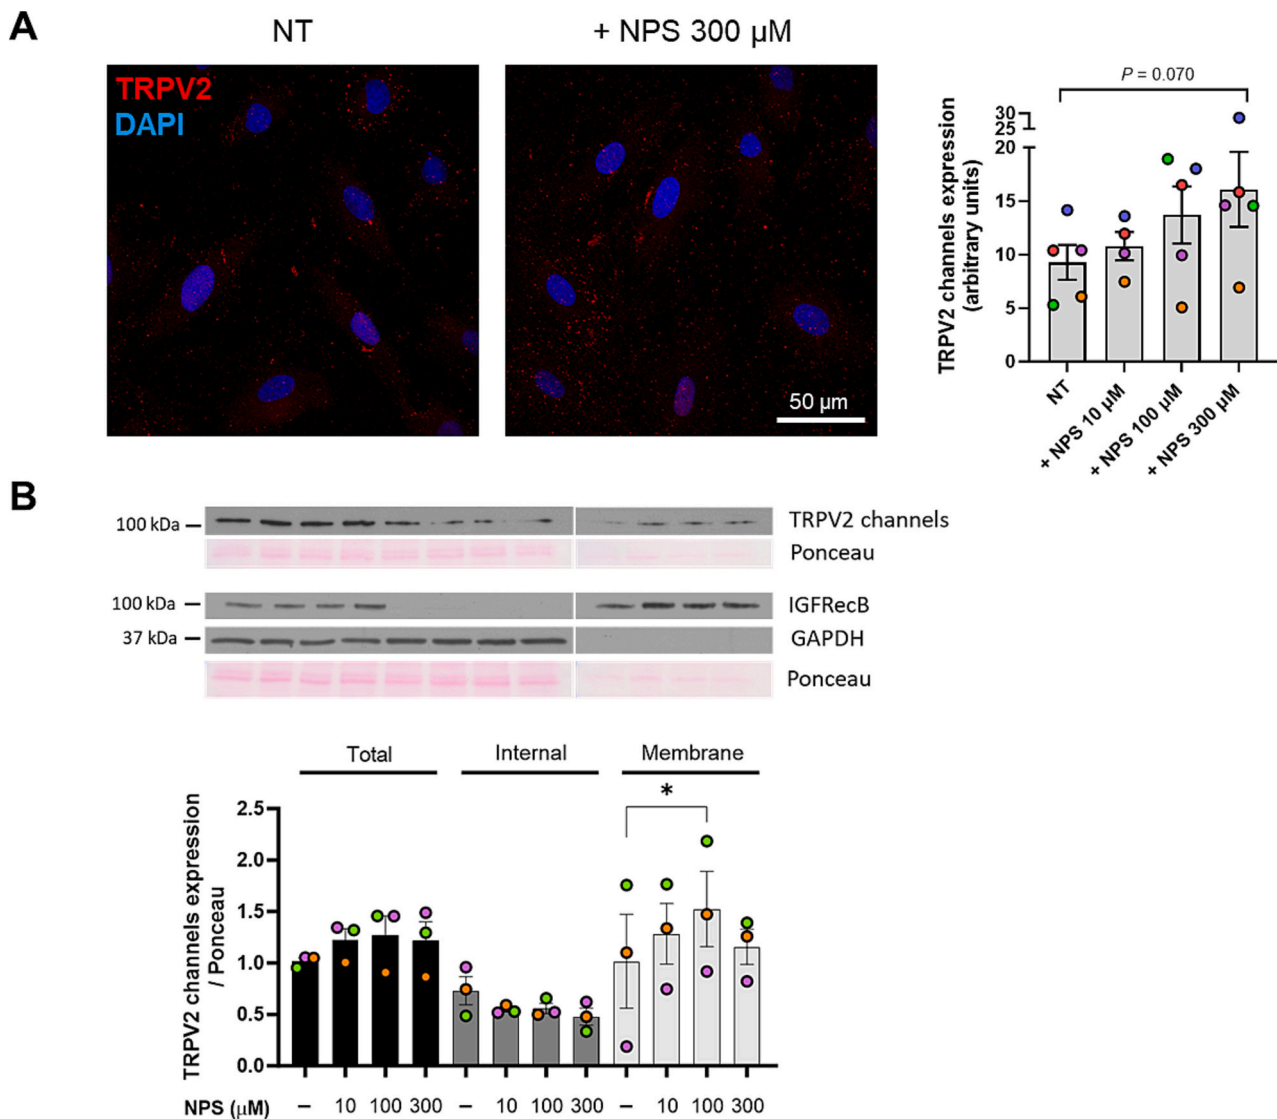 A
NT
+ NPS 300 µM
TRPV2
DAPI
50 µm
P = 0.070
TRPV2 channels expression
(arbitrary units)
30
25
20
15
10
5
0
NT
+ NPS 10 µM
+ NPS 100 µM
+ NPS 300 µM
B
100 kDa
TRPV2 channels
Ponceau
100 kDa
IGFRecB
37 kDa
GAPDH
Ponceau
Total Internal Membrane
*
TRPV2 channels expression
/ Ponceau
2.5
2.0
1.5
1.0
0.5
0.0
NPS (µM) – 10 100 300 – 10 100 300 – 10 100 300